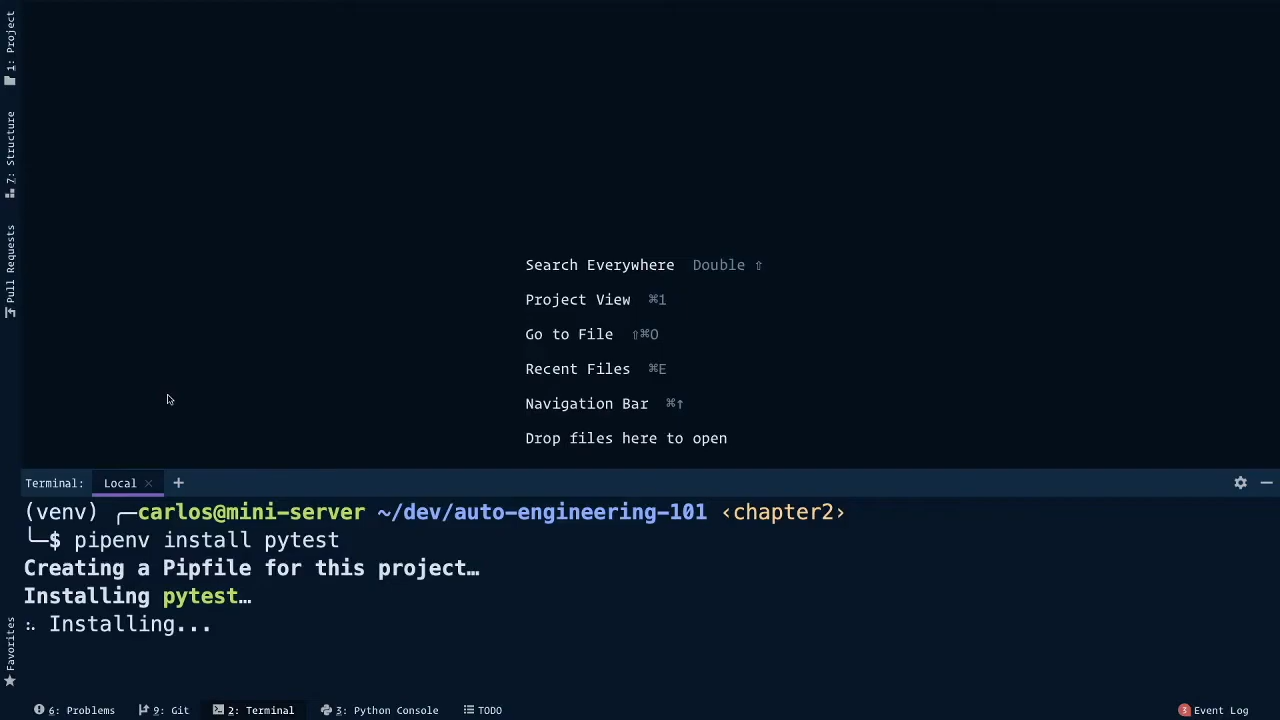 1: Project
7: Structure
Pull Requests
Favorites
Search Everywhere Double ⇧
Project View ⌘1
Go to File ⇧⌘O
Recent Files ⌘E
Navigation Bar ⌘↑
Drop files here to open
Terminal: Local × +
(venv) ╭─carlos@mini-server ~/dev/auto-engineering-101 ‹chapter2›
╰─$ pipenv install pytest
Creating a Pipfile for this project…
Installing pytest…
⠦ Installing...
6: Problems 9: Git 2: Terminal 3: Python Console TODO 3 Event Log